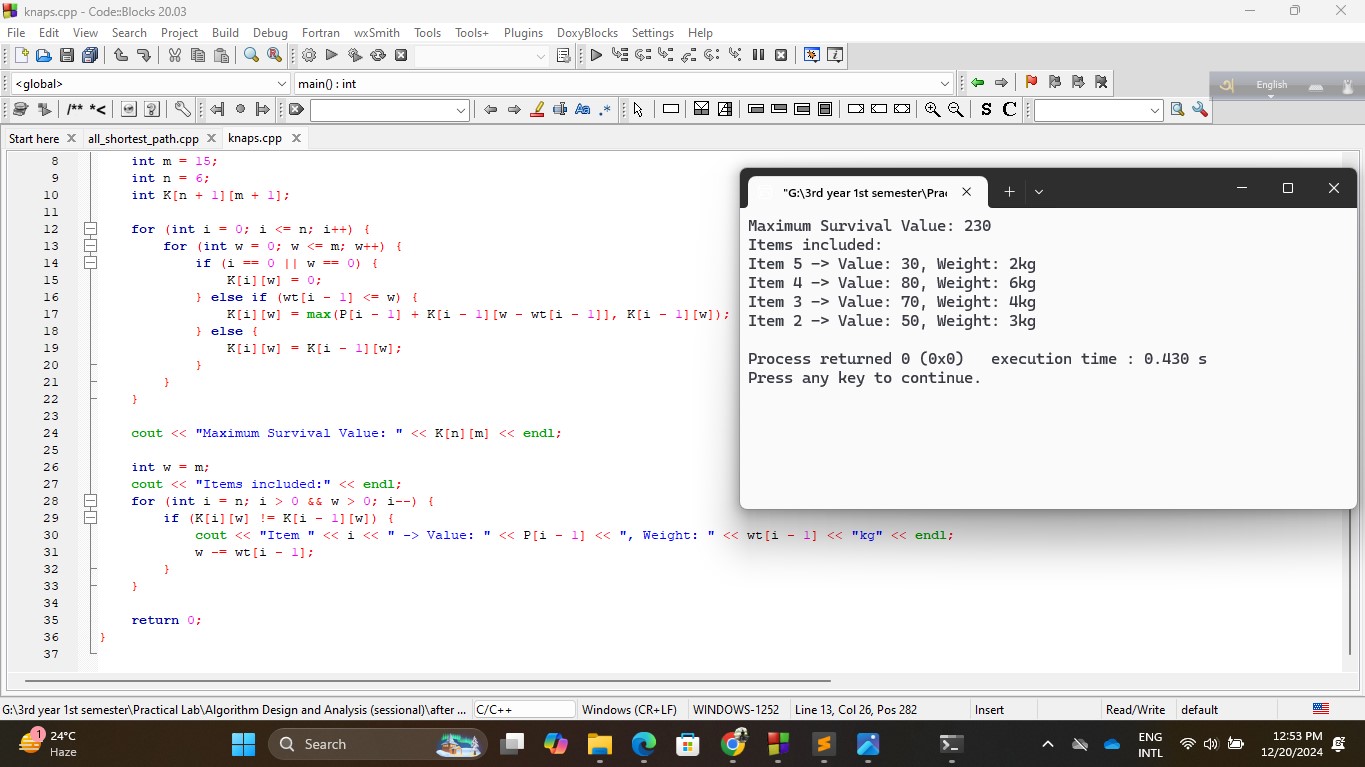 knaps.cpp - Code::Blocks 20.03
File Edit View Search Project Build Debug Fortran wxSmith Tools Tools+ Plugins DoxyBlocks Settings Help
<global> main() : int
English
/** *<
Aa .* S C
Start here all_shortest_path.cpp knaps.cpp
8 int m = 15;
9 int n = 6;
10 int K[n + 1][m + 1];
11
12 for (int i = 0; i <= n; i++) {
13 for (int w = 0; w <= m; w++) {
14 if (i == 0 || w == 0) {
15 K[i][w] = 0;
16 } else if (wt[i - 1] <= w) {
17 K[i][w] = max(P[i - 1] + K[i - 1][w - wt[i - 1]], K[i - 1][w]);
18 } else {
19 K[i][w] = K[i - 1][w];
20 }
21 }
22 }
23
24 cout << "Maximum Survival Value: " << K[n][m] << endl;
25
26 int w = m;
27 cout << "Items included:" << endl;
28 for (int i = n; i > 0 && w > 0; i--) {
29 if (K[i][w] != K[i - 1][w]) {
30 cout << "Item " << i << " -> Value: " << P[i - 1] << ", Weight: " << wt[i - 1] << "kg" << endl;
31 w -= wt[i - 1];
32 }
33 }
34
35 return 0;
36 }
37
"G:\3rd year 1st semester\Prac
Maximum Survival Value: 230
Items included:
Item 5 -> Value: 30, Weight: 2kg
Item 4 -> Value: 80, Weight: 6kg
Item 3 -> Value: 70, Weight: 4kg
Item 2 -> Value: 50, Weight: 3kg
Process returned 0 (0x0) execution time : 0.430 s
Press any key to continue.
G:\3rd year 1st semester\Practical Lab\Algorithm Design and Analysis (sessional)\after ... C/C++ Windows (CR+LF) WINDOWS-1252 Line 13, Col 26, Pos 282 Insert Read/Write default
1 24°C
Haze
Search
ENG
INTL
12:53 PM
12/20/2024